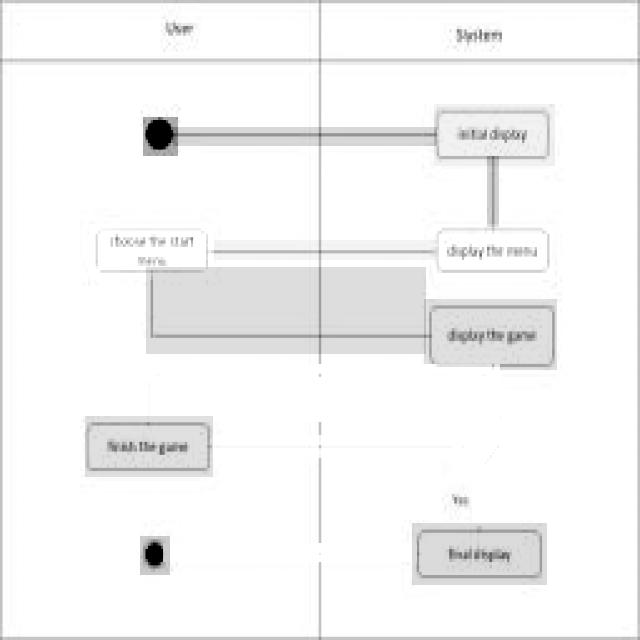 User
System
initial display
choose the start
menu
display the menu
display the game
finish the game
Yes
final display